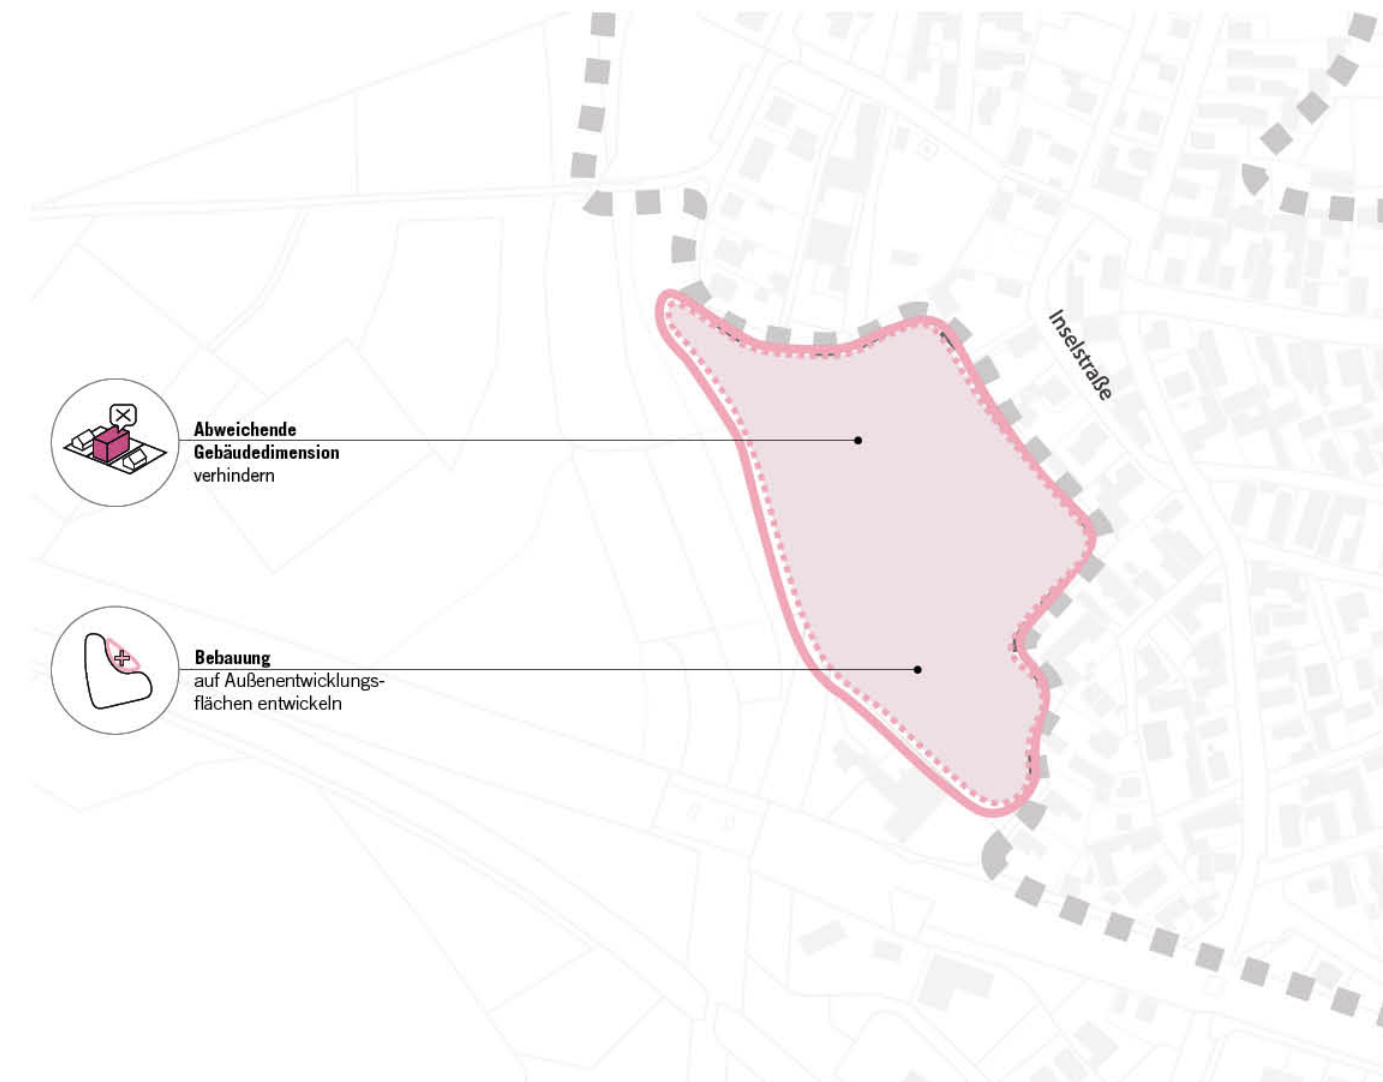 Inselstraße
Abweichende
Gebäudedimension
verhindern
Bebauung
auf Außenentwicklungs-
flächen entwickeln